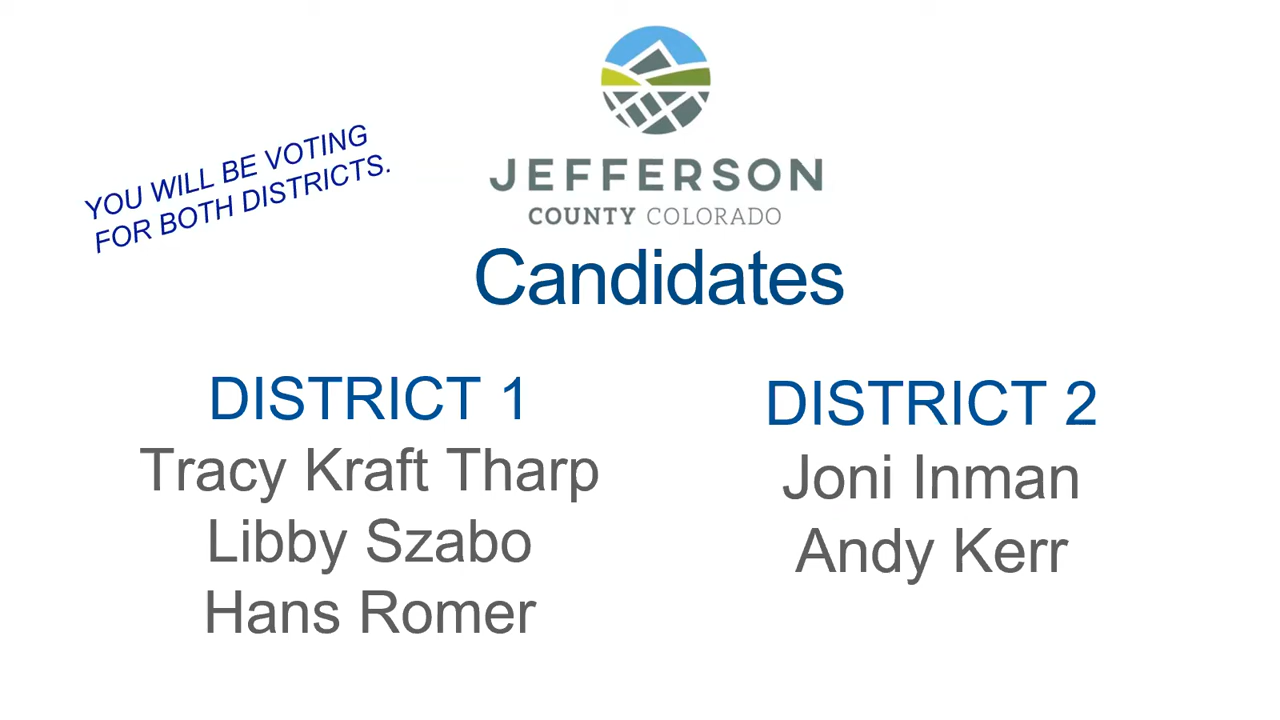 YOU WILL BE VOTING
FOR BOTH DISTRICTS.
JEFFERSON
COUNTY COLORADO
Candidates
DISTRICT 1
Tracy Kraft Tharp
Libby Szabo
Hans Romer
DISTRICT 2
Joni Inman
Andy Kerr